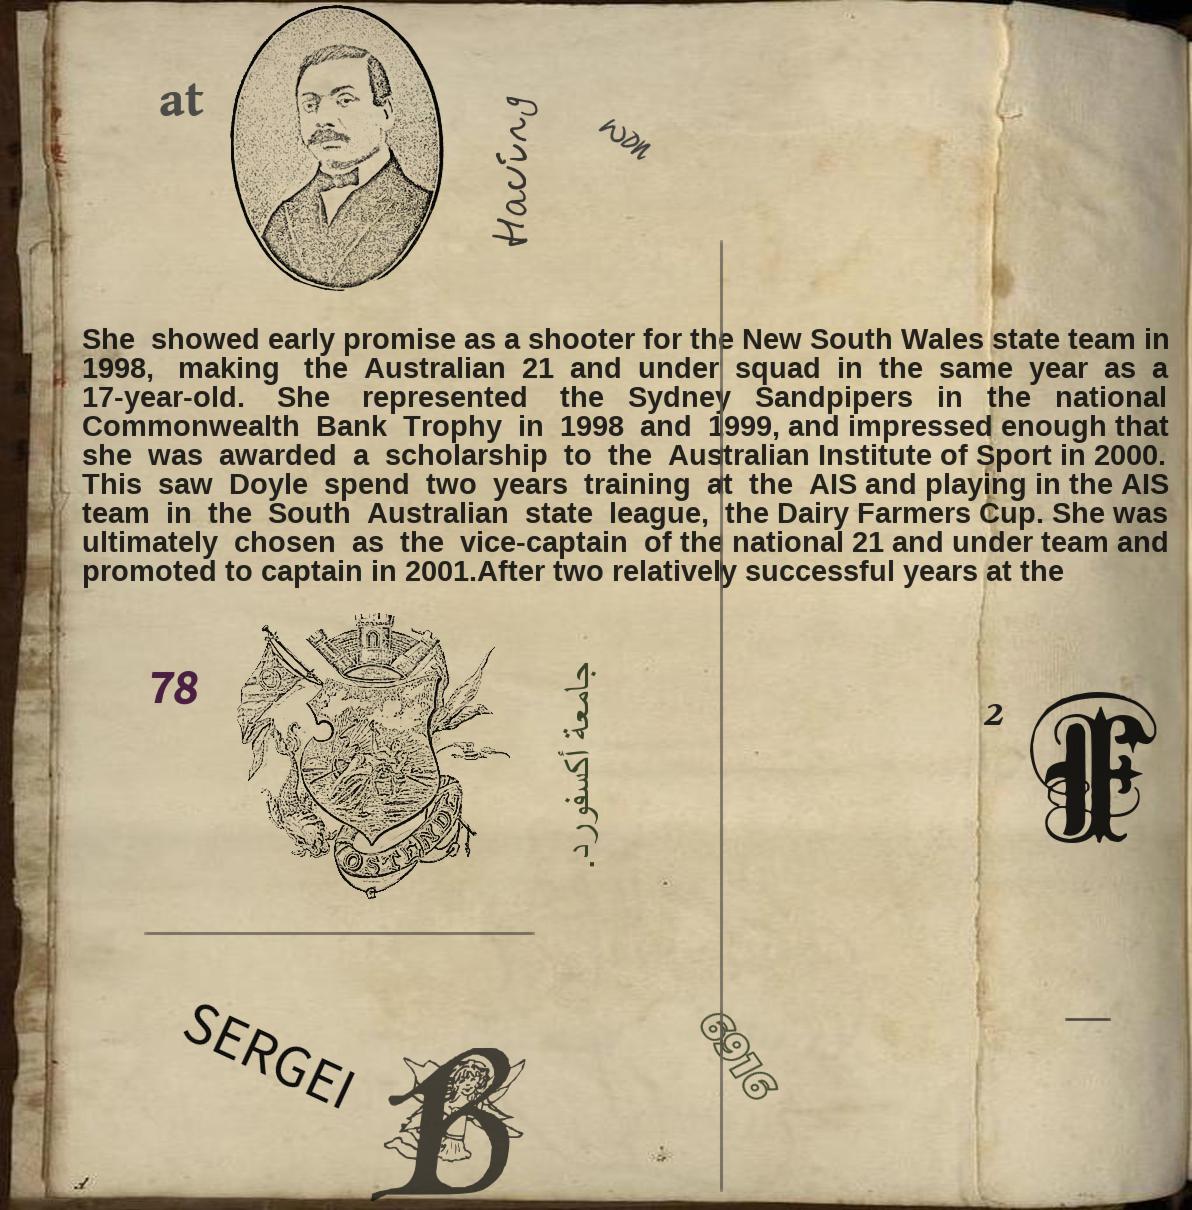 at
Having
won
She showed early promise as a shooter for the New South Wales state team in
1998, making the Australian 21 and under squad in the same year as a
17-year-old. She represented the Sydney Sandpipers in the national
Commonwealth Bank Trophy in 1998 and 1999, and impressed enough that
she was awarded a scholarship to the Australian Institute of Sport in 2000.
This saw Doyle spend two years training at the AIS and playing in the AIS
team in the South Australian state league, the Dairy Farmers Cup. She was
ultimately chosen as the vice-captain of the national 21 and under team and
promoted to captain in 2001.After two relatively successful years at the
78
OSTEND
جامعة أكسفورد.
2
F
SERGEI
B
6916